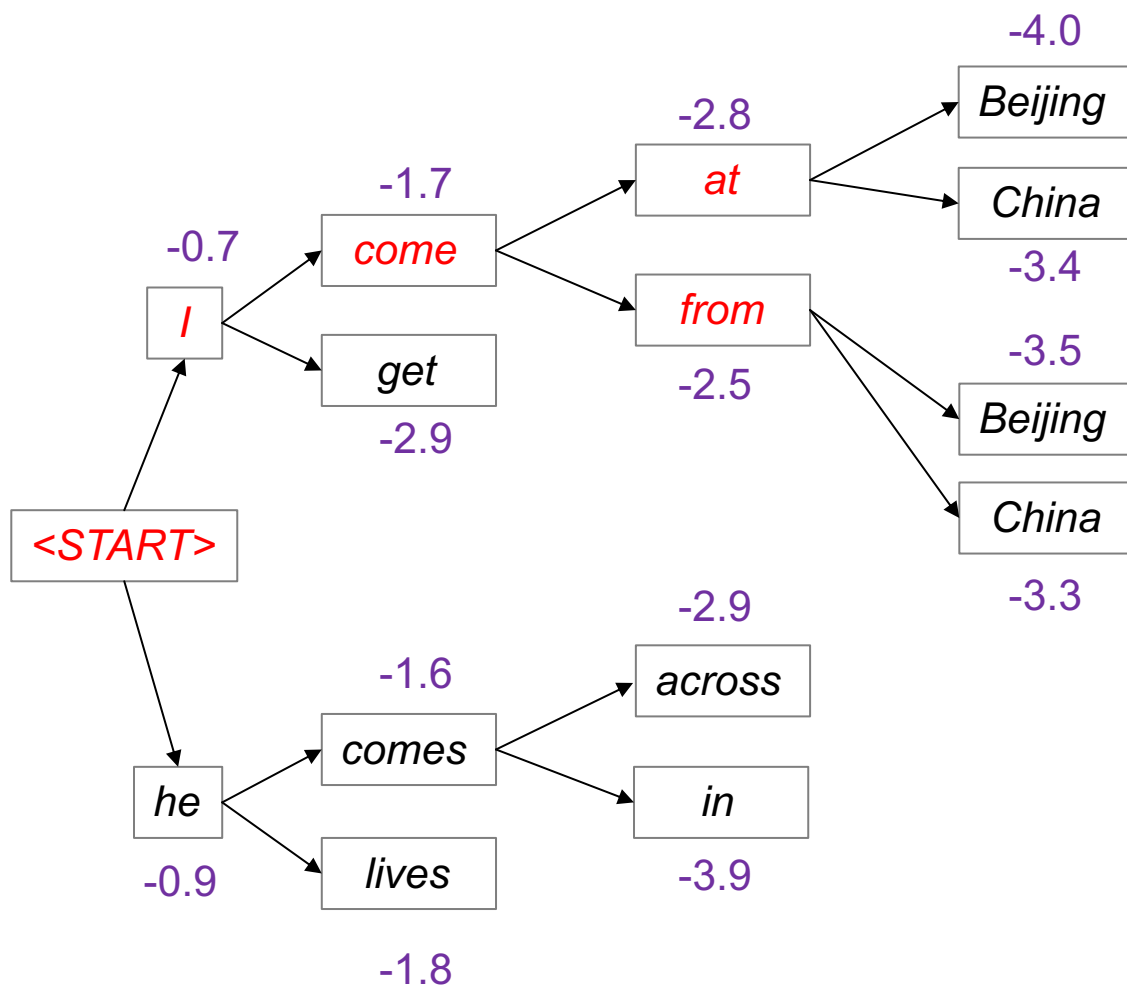 -4.0
Beijing
-2.8
at
China
-1.7
come
-3.4
-0.7
I
from
-3.5
get
-2.5
Beijing
-2.9
China
<START>
-3.3
-2.9
-1.6
across
comes
he
in
lives
-0.9
-3.9
-1.8